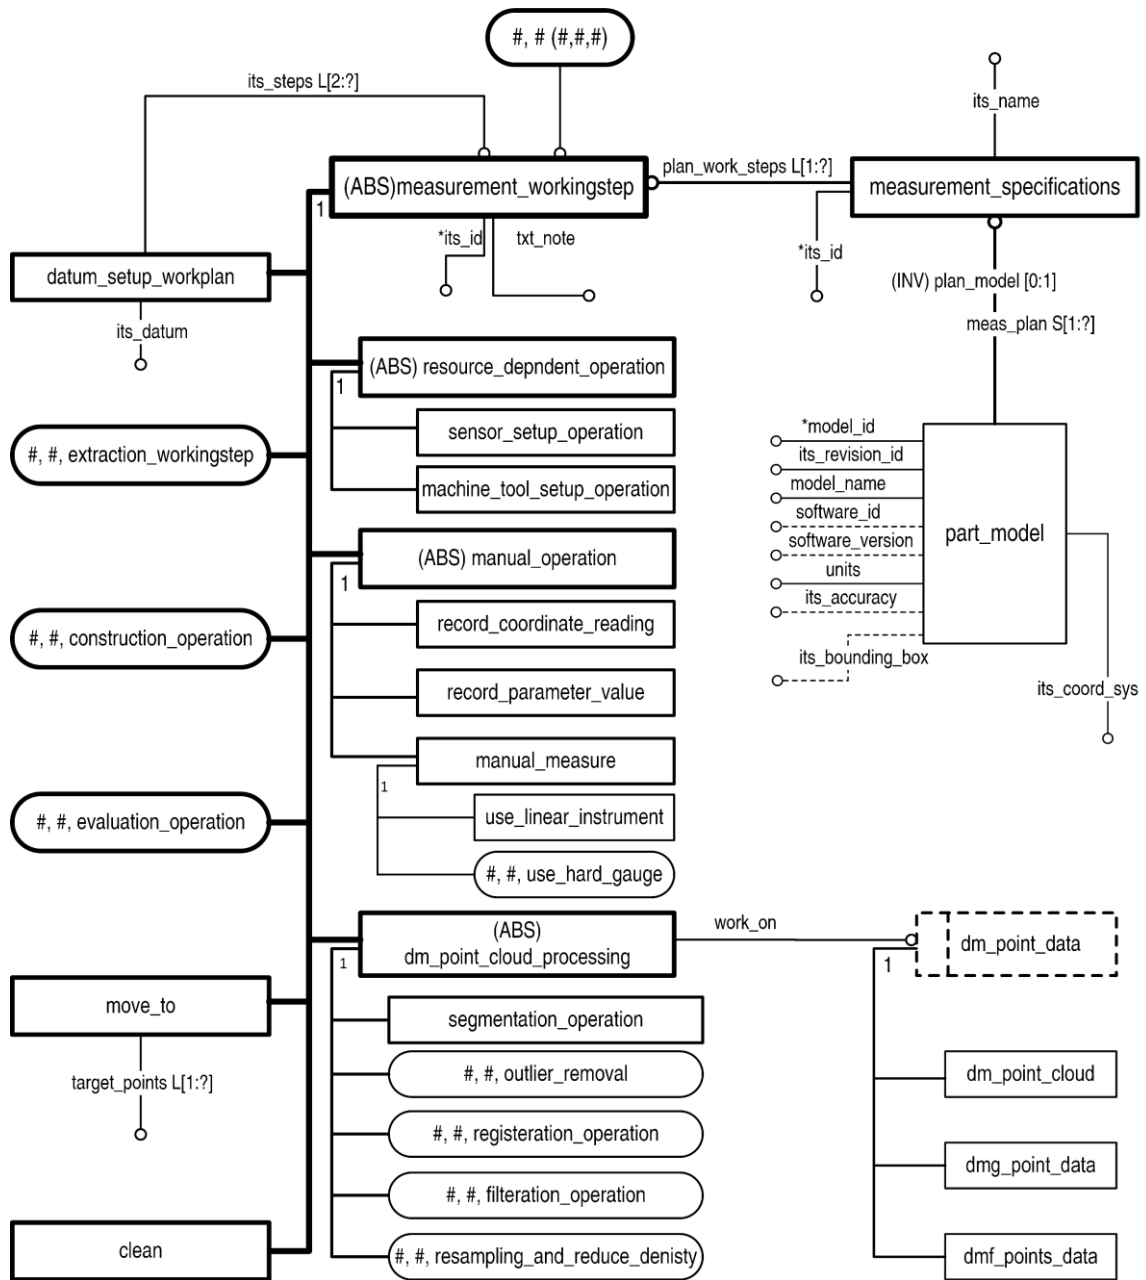 #, # (#,#,#)
its_steps L[2:?]
its_name
(ABS)measurement_workingstep
plan_work_steps L[1:?]
measurement_specifications
1
*its_id
txt_note
*its_id
datum_setup_workplan
(INV) plan_model [0:1]
meas_plan S[1:?]
its_datum
(ABS) resource_depndent_operation
1
sensor_setup_operation
#, #, extraction_workingstep
machine_tool_setup_operation
*model_id
its_revision_id
model_name
software_id
software_version
units
its_accuracy
its_bounding_box
part_model
its_coord_sys
(ABS) manual_operation
1
record_coordinate_reading
#, #, construction_operation
record_parameter_value
manual_measure
1
use_linear_instrument
#, #, evaluation_operation
#, #, use_hard_gauge
(ABS)
dm_point_cloud_processing
1
work_on
dm_point_data
1
move_to
segmentation_operation
target_points L[1:?]
#, #, outlier_removal
dm_point_cloud
#, #, registeration_operation
dmg_point_data
#, #, filteration_operation
clean
#, #, resampling_and_reduce_denisty
dmf_points_data